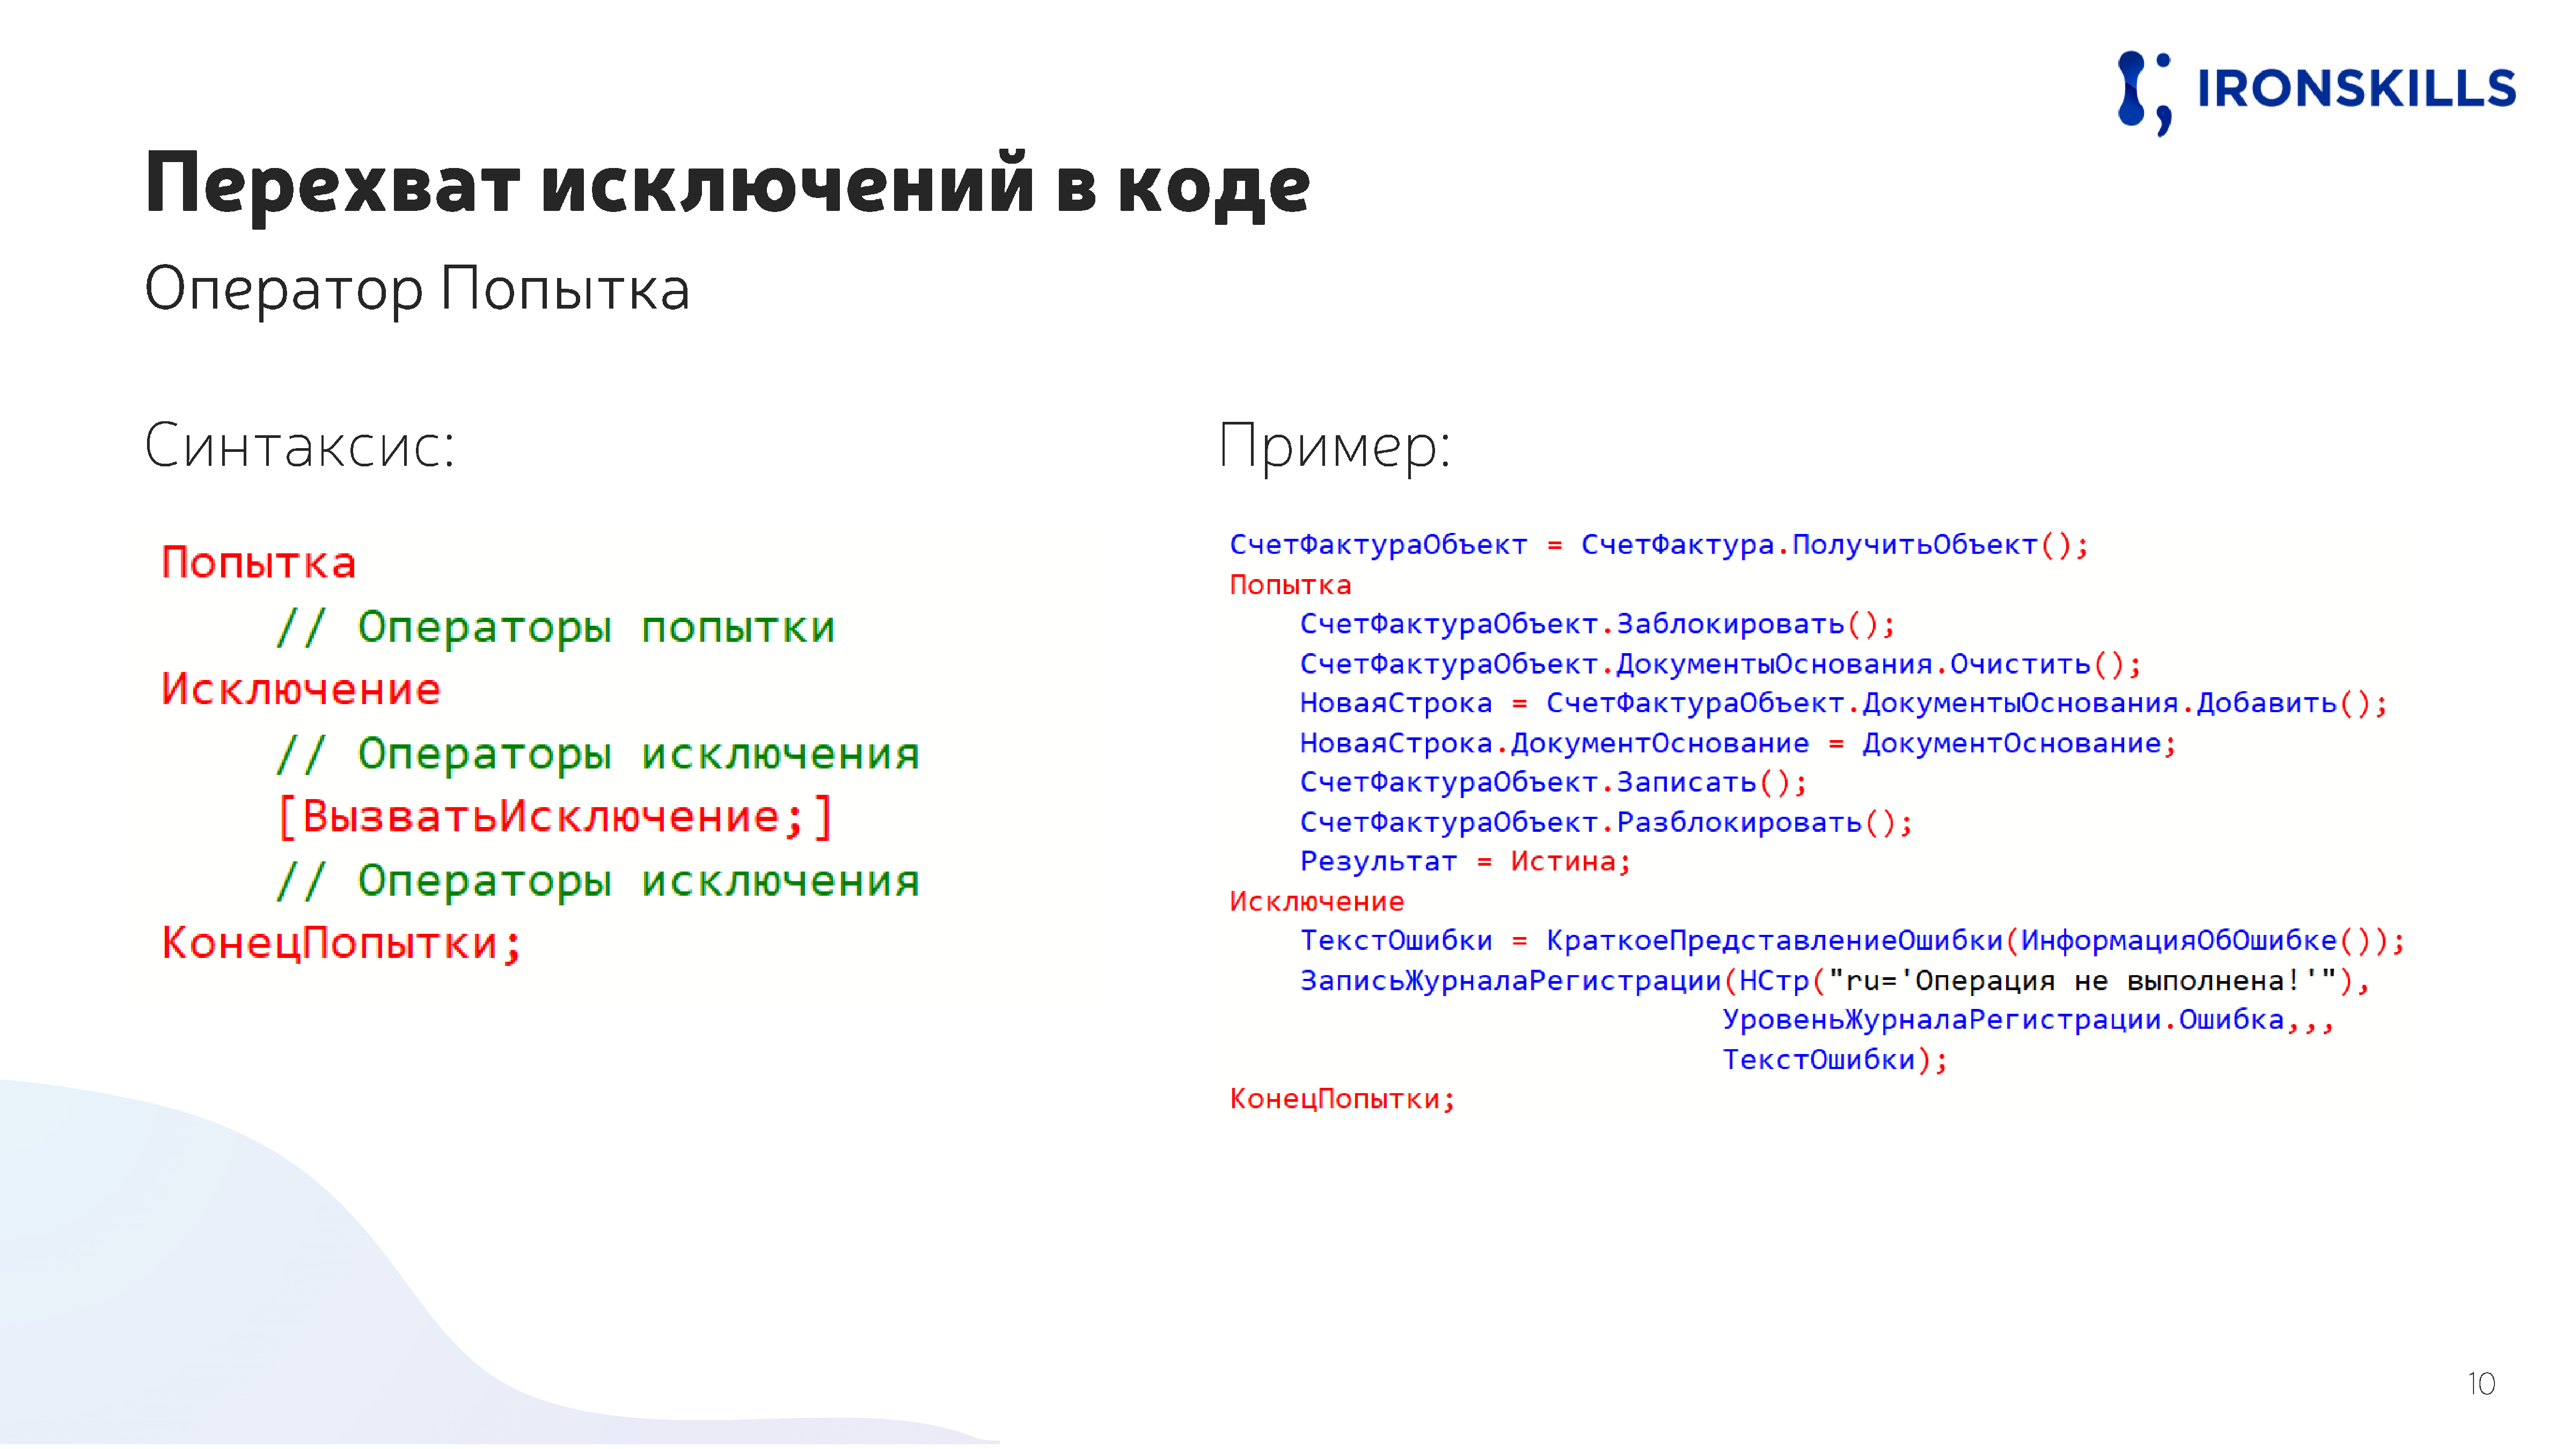 IRONSKILLS
Перехват исключений в коде
Оператор Попытка
Синтаксис:
Попытка
// Операторы попытки
Исключение
// Операторы исключения
[ВызватьИсключение;]
// Операторы исключения
КонецПопытки;
Пример:
СчетФактураОбъект = СчетФактура.ПолучитьОбъект();
Попытка
СчетФактураОбъект.Заблокировать();
СчетФактураОбъект.ДокументыОснования.Очистить();
НоваяСтрока = СчетФактураОбъект.ДокументыОснования.Добавить();
НоваяСтрока.ДокументОснование = ДокументОснование;
СчетФактураОбъект.Записать();
СчетФактураОбъект.Разблокировать();
Результат = Истина;
Исключение
ТекстОшибки = КраткоеПредставлениеОшибки(ИнформацияОбОшибке());
ЗаписьЖурналаРегистрации(НСтр("ru='Операция не выполнена!'"),
УровеньЖурналаРегистрации.Ошибка,,,
ТекстОшибки);
КонецПопытки;
10